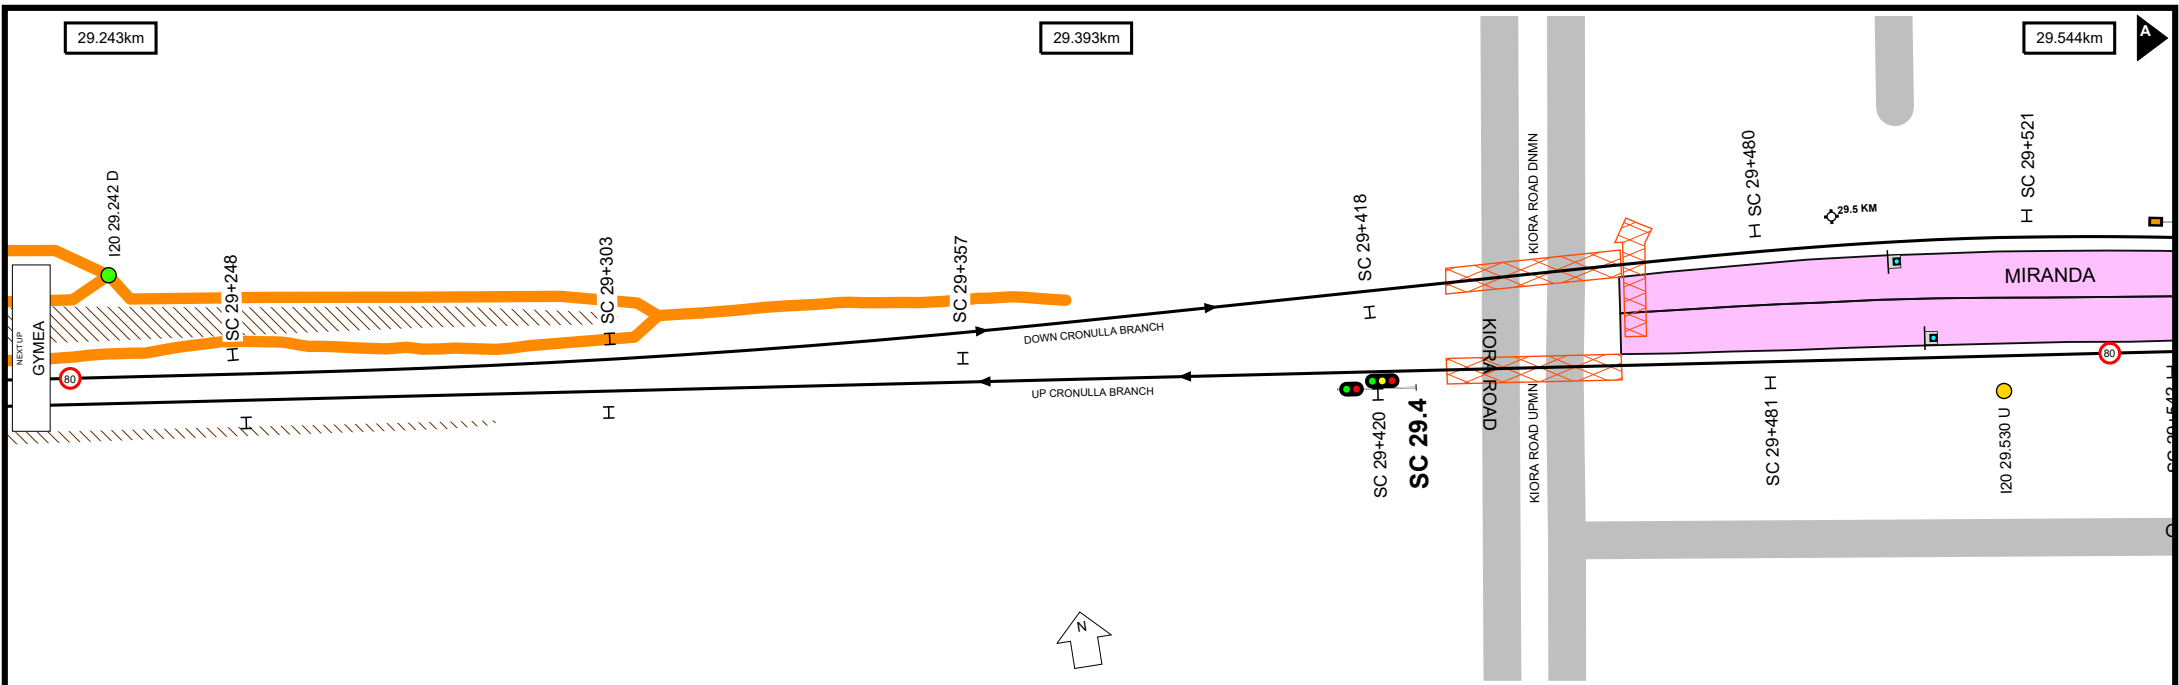 29.243km
29.393km
29.544km
A
I20 29.242 D
SC 29+248
SC 29+303
SC 29+357
SC 29+418
KIORA ROAD DNMN
SC 29+480
29.5 KM
SC 29+521
MIRANDA
NEXT UP
GYMEA
80
DOWN CRONULLA BRANCH
UP CRONULLA BRANCH
KIORA ROAD
80
SC 29+420
SC 29.4
KIORA ROAD UPMN
SC 29+481
I20 29.530 U
N